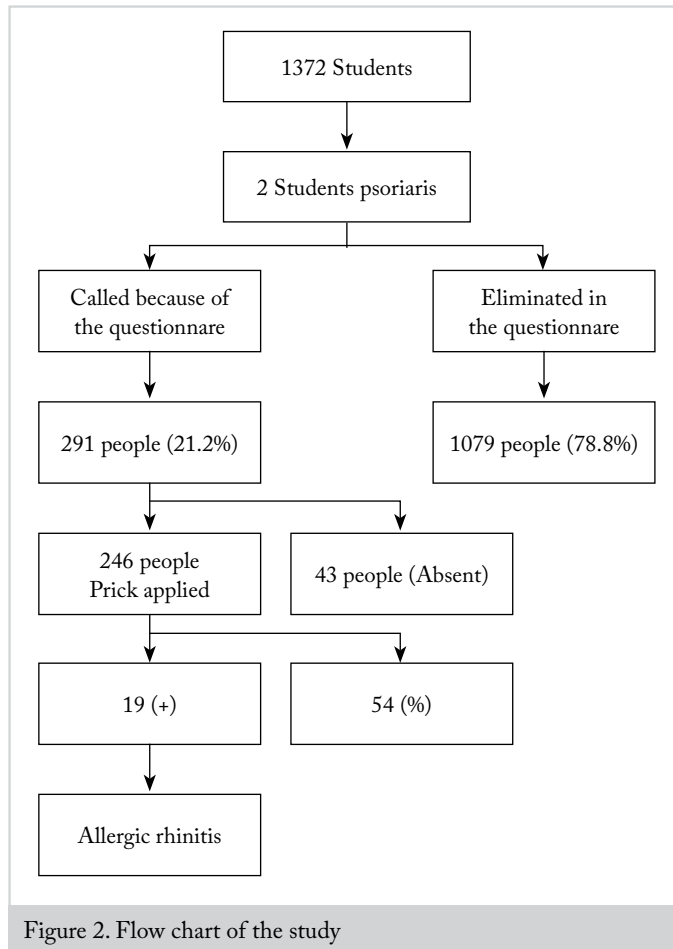 1372 Students
2 Students psoriaris
Called because of
the questionnare
Eliminated in
the questionnare
291 people (21.2%)
1079 people (78.8%)
246 people
Prick applied
43 people (Absent)
19 (+)
54 (%)
Allergic rhinitis
Figure 2. Flow chart of the study